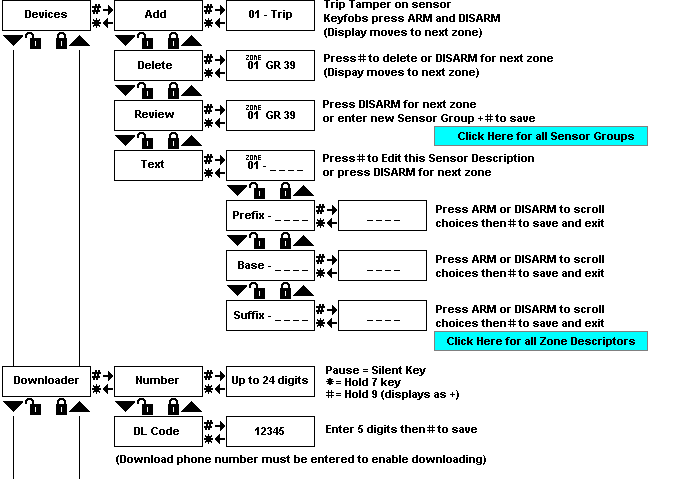 Devices
#→
*←
Add
#→
*←
01 - Trip
Trip Tamper on sensor
Keyfobs press ARM and DISARM
(Display moves to next zone)
Delete
#→
*←
ZONE
01 GR 39
Press # to delete or DISARM for next zone
(Dispay moves to next zone)
Review
#→
*←
ZONE
01 GR 39
Press DISARM for next zone
or enter new Sensor Group + # to save
Click Here for all Sensor Groups
Text
#→
*←
ZONE
01 - _ _ _ _
Press # to Edit this Sensor Description
or press DISARM for next zone
Prefix - _ _ _ _
#→
*←
_ _ _ _
Press ARM or DISARM to scroll
choices then # to save and exit
Base - _ _ _ _
#→
*←
_ _ _ _
Press ARM or DISARM to scroll
choices then # to save and exit
Suffix - _ _ _ _
#→
*←
_ _ _ _
Press ARM or DISARM to scroll
choices then # to save and exit
Click Here for all Zone Descriptors
Downloader
#→
*←
Number
#→
*←
Up to 24 digits
Pause = Silent Key
* = Hold 7 key
# = Hold 9 (displays as +)
DL Code
#→
*←
12345
Enter 5 digits then # to save
(Download phone number must be entered to enable downloading)